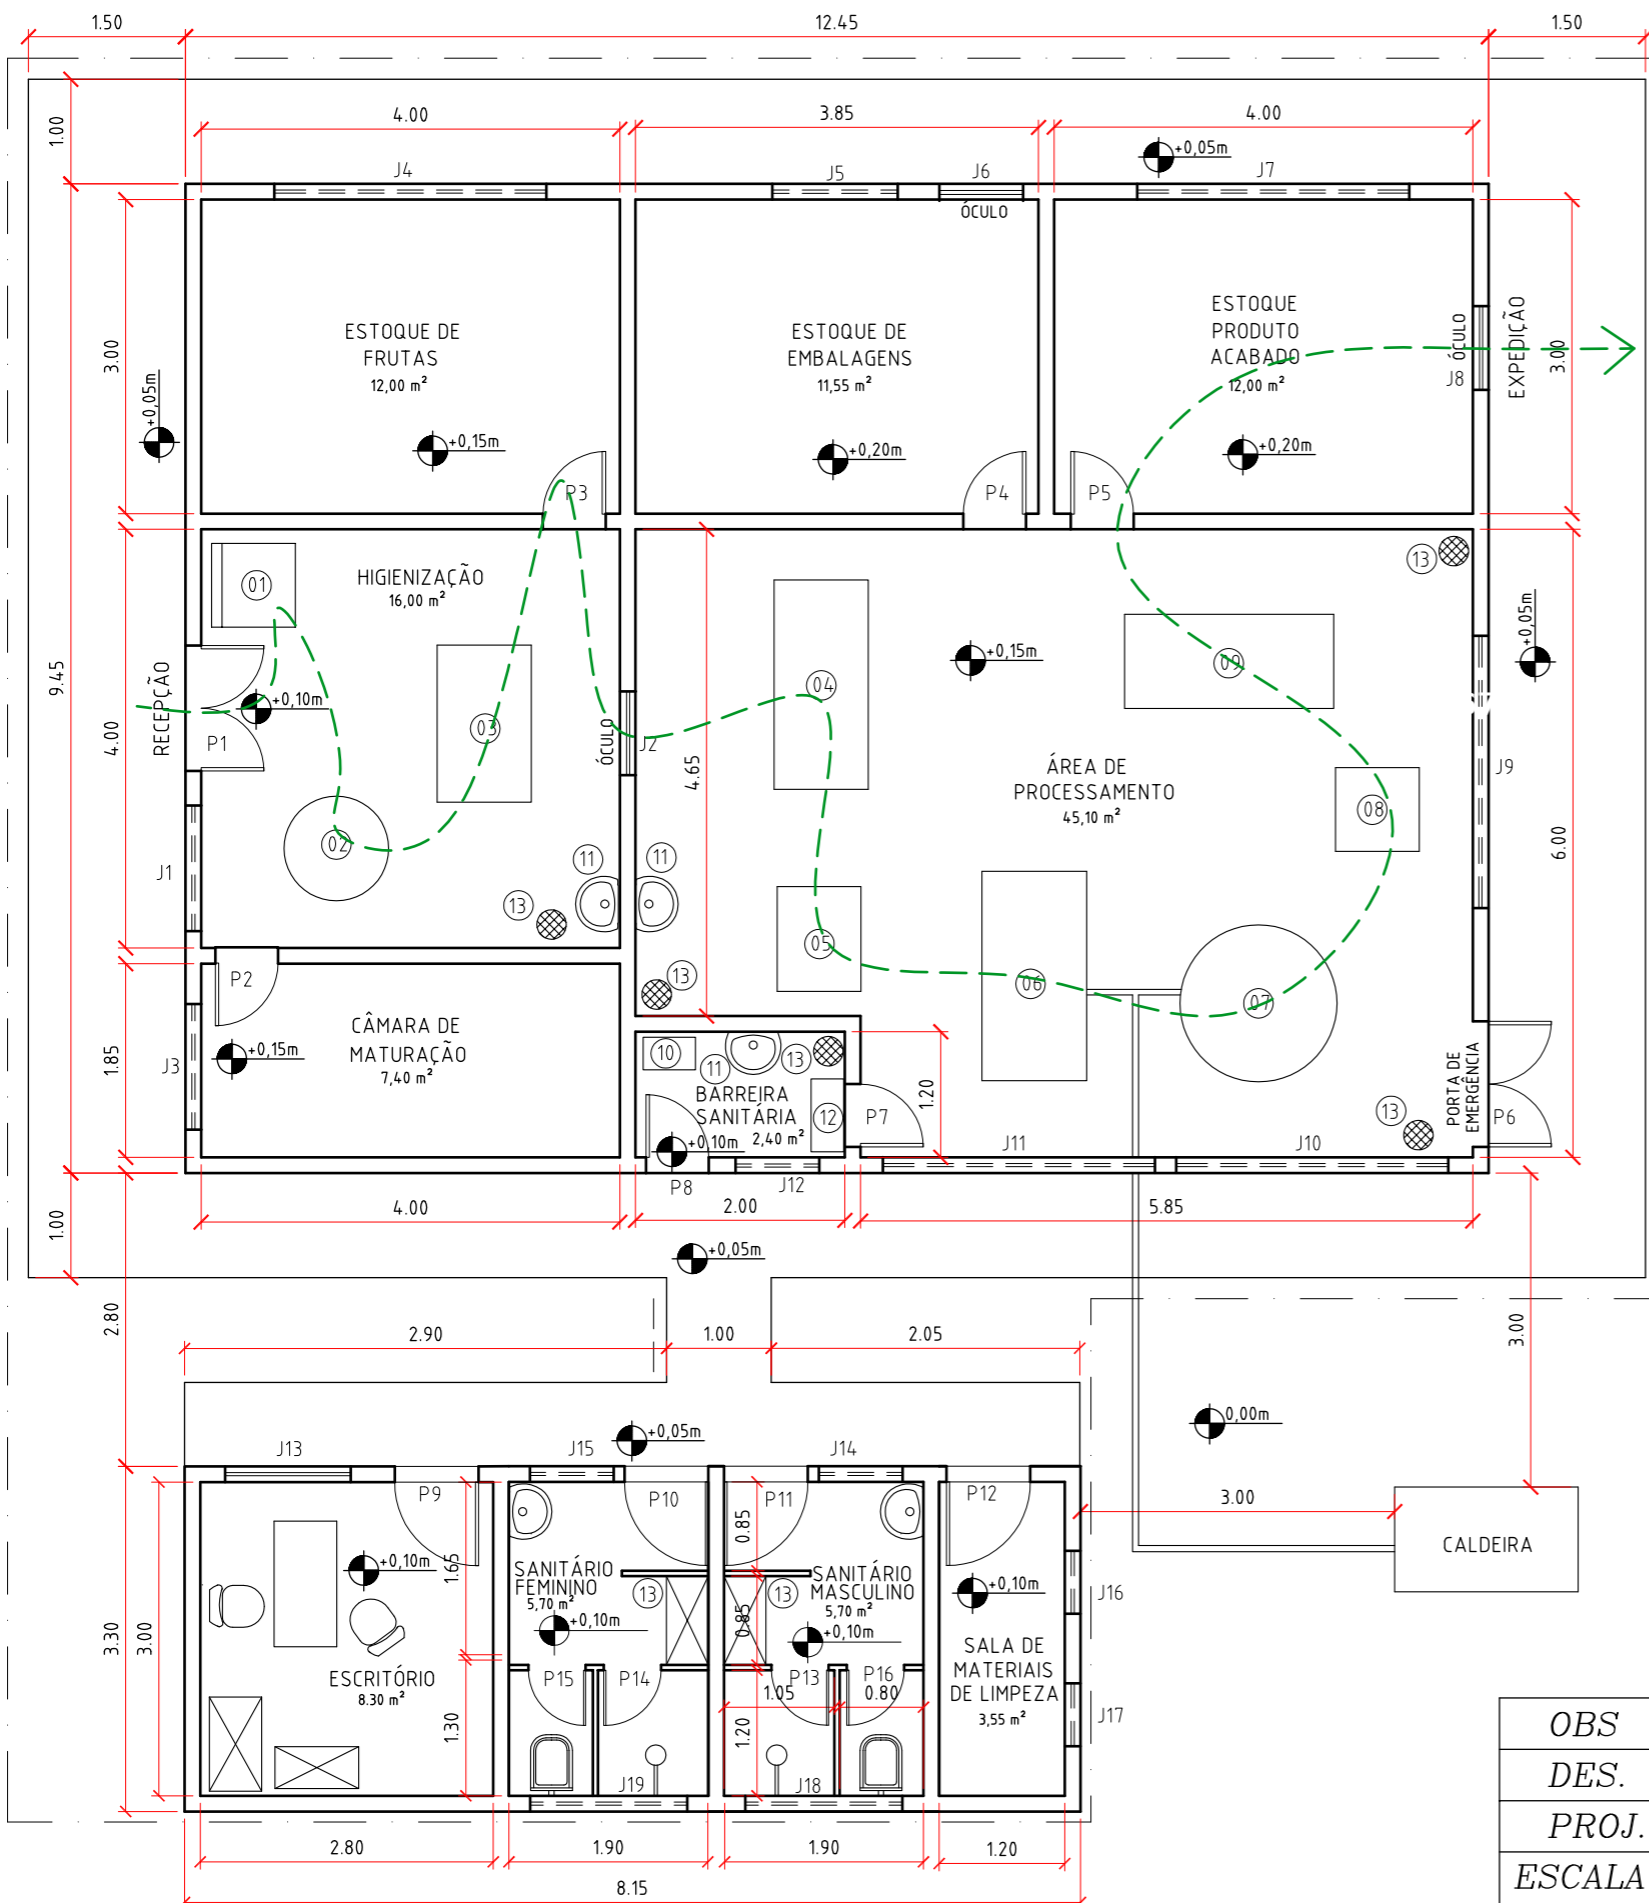 1.50
12.45
1.50
1.00
4.00
3.85
4.00
+0,05m
J4
J5
J6
J7
ÓCULO
3.00
+0,05m
ESTOQUE DE
FRUTAS
12,00 m²
+0,15m
P3
ESTOQUE DE
EMBALAGENS
11,55 m²
+0,20m
P4
ESTOQUE
PRODUTO
ACABADO
12,00 m²
+0,20m
P5
ÓCULO
J8
EXPEDIÇÃO
3.00
9.45
4.00
RECEPÇÃO
01
HIGIENIZAÇÃO
16,00 m²
+0,10m
P1
03
02
J1
ÓCULO
J2
11
11
13
13
4.65
04
+0,15m
ÁREA DE
PROCESSAMENTO
45,10 m²
05
06
07
08
09
13
+0,05m
J9
6.00
1.85
J3
P2
CÂMARA DE
MATURAÇÃO
7,40 m²
+0,15m
10
11
13
BARREIRA
SANITÁRIA
2,40 m²
12
+0,10m
P7
1.20
13
PORTA DE
EMERGÊNCIA
P6
P8
J12
J11
J10
1.00
4.00
2.00
5.85
+0,05m
2.80
2.90
1.00
2.05
3.00
0,00m
J13
J15
+0,05m
J14
P9
P10
P11
P12
3.30
3.00
+0,10m
1.65
ESCRITÓRIO
8.30 m²
1.30
SANITÁRIO
FEMININO
5,70 m²
+0,10m
13
P15
P14
J19
0.85
0.85
13
SANITÁRIO
MASCULINO
5,70 m²
+0,10m
P13
P16
1.05
0.80
1.20
J18
+0,10m
SALA DE
MATERIAIS
DE LIMPEZA
3,55 m²
J16
J17
3.00
CALDEIRA
2.80
1.90
1.90
1.20
8.15
OBS
DES.
PROJ.
ESCALA